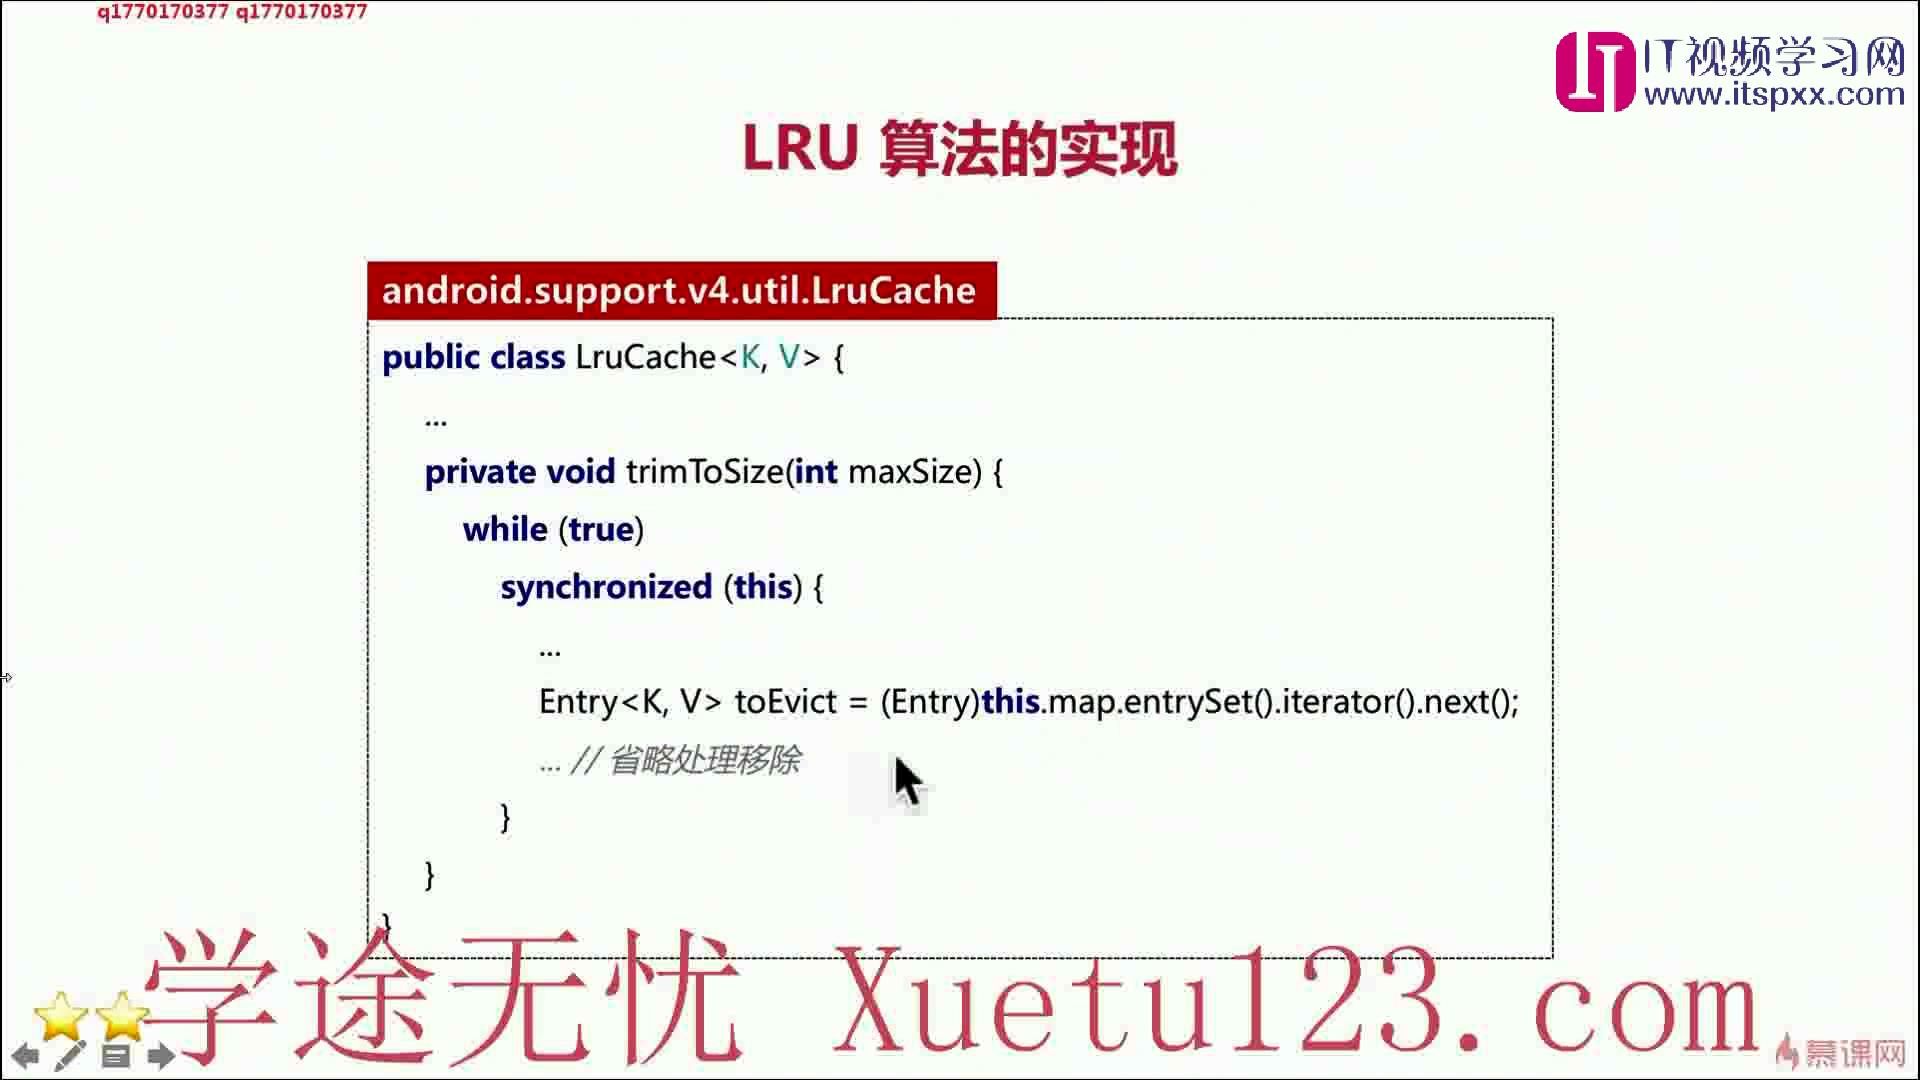 q1770170377 q1770170377
IT视频学习网
www.itspxx.com
LRU 算法的实现
android.support.v4.util.LruCache
public class LruCache<K, V> {
...
private void trimToSize(int maxSize) {
while (true)
synchronized (this) {
...
Entry<K, V> toEvict = (Entry)this.map.entrySet().iterator().next();
... // 省略处理移除
}
}
}
学途无忧 Xuetu123.com
慕课网